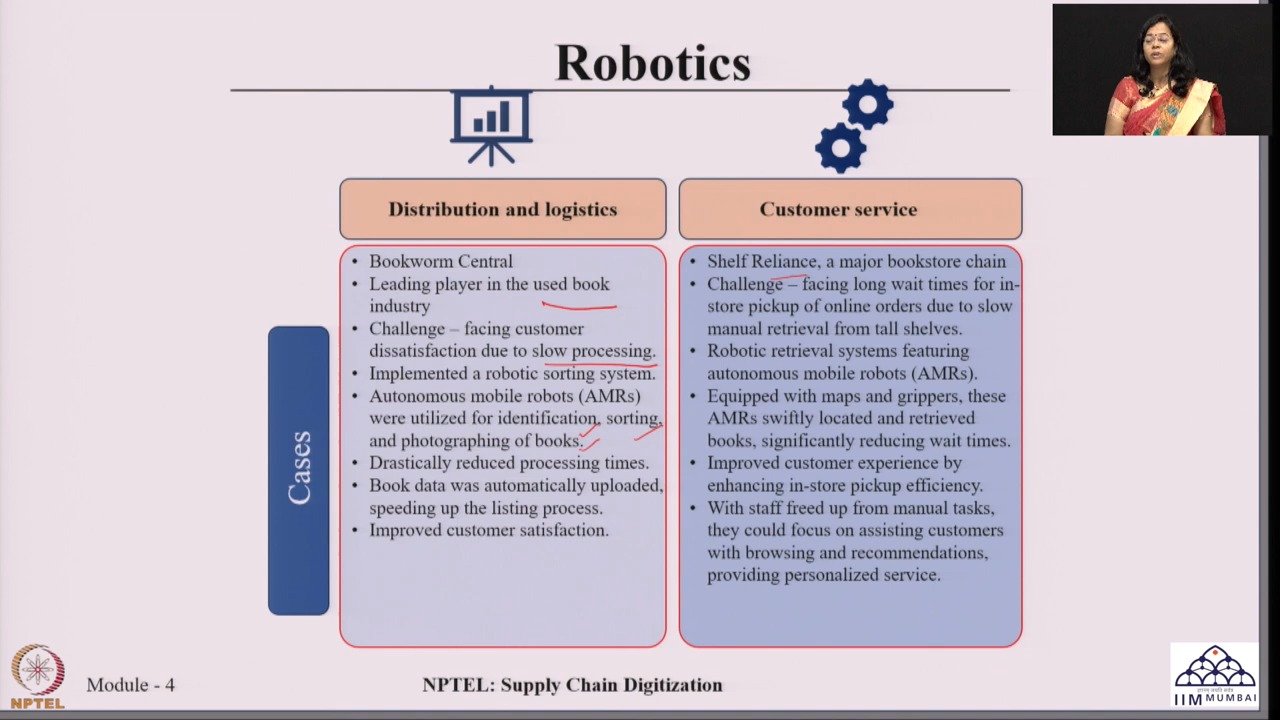 Robotics
Distribution and logistics
• Bookworm Central
• Leading player in the used book
industry
• Challenge – facing customer
dissatisfaction due to slow processing.
• Implemented a robotic sorting system.
• Autonomous mobile robots (AMRs)
were utilized for identification, sorting,
and photographing of books.
• Drastically reduced processing times.
• Book data was automatically uploaded,
speeding up the listing process.
• Improved customer satisfaction.
Customer service
• Shelf Reliance, a major bookstore chain
• Challenge – facing long wait times for in-
store pickup of online orders due to slow
manual retrieval from tall shelves.
• Robotic retrieval systems featuring
autonomous mobile robots (AMRs).
• Equipped with maps and grippers, these
AMRs swiftly located and retrieved
books, significantly reducing wait times.
• Improved customer experience by
enhancing in-store pickup efficiency.
• With staff freed up from manual tasks,
they could focus on assisting customers
with browsing and recommendations,
providing personalized service.
Cases
NPTEL
Module - 4
NPTEL: Supply Chain Digitization
IIM MUMBAI